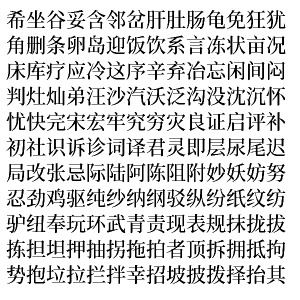 希坐谷妥含邻岔肝肚肠龟免狂犹
角删条卵岛迎饭饮系言冻状亩况
床库疗应冷这序辛弃冶忘闲间闷
判灶灿弟汪沙汽沃泛沟没沈沉怀
忧快完宋宏牢究穷灾良证启评补
初社识诉诊词译君灵即层尿尾迟
局改张忌际陆阿陈阻附妙妖妨努
忍劲鸡驱纯纱纳纲驳纵纷纸纹纺
驴纽奉玩环武青责现表规抹拢拔
拣担坦押抽拐拖拍者顶拆拥抵拘
势抱垃拉拦拌幸招坡披拨择抬其